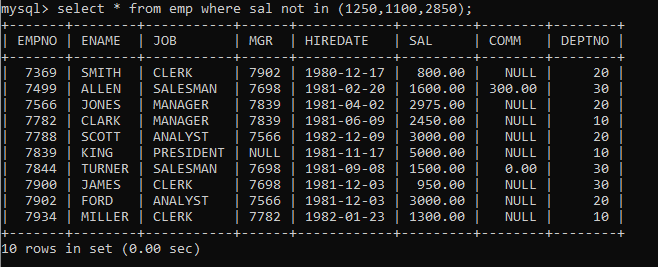 mysql> select * from emp where sal not in (1250,1100,2850);
+-------+--------+-----------+------+------------+---------+--------+--------+
| EMPNO | ENAME  | JOB       | MGR  | HIREDATE   | SAL     | COMM   | DEPTNO |
+-------+--------+-----------+------+------------+---------+--------+--------+
|  7369 | SMITH  | CLERK     | 7902 | 1980-12-17 |  800.00 |   NULL |     20 |
|  7499 | ALLEN  | SALESMAN  | 7698 | 1981-02-20 | 1600.00 | 300.00 |     30 |
|  7566 | JONES  | MANAGER   | 7839 | 1981-04-02 | 2975.00 |   NULL |     20 |
|  7782 | CLARK  | MANAGER   | 7839 | 1981-06-09 | 2450.00 |   NULL |     10 |
|  7788 | SCOTT  | ANALYST   | 7566 | 1982-12-09 | 3000.00 |   NULL |     20 |
|  7839 | KING   | PRESIDENT | NULL | 1981-11-17 | 5000.00 |   NULL |     10 |
|  7844 | TURNER | SALESMAN  | 7698 | 1981-09-08 | 1500.00 |   0.00 |     30 |
|  7900 | JAMES  | CLERK     | 7698 | 1981-12-03 |  950.00 |   NULL |     30 |
|  7902 | FORD   | ANALYST   | 7566 | 1981-12-03 | 3000.00 |   NULL |     20 |
|  7934 | MILLER | CLERK     | 7782 | 1982-01-23 | 1300.00 |   NULL |     10 |
+-------+--------+-----------+------+------------+---------+--------+--------+
10 rows in set (0.00 sec)